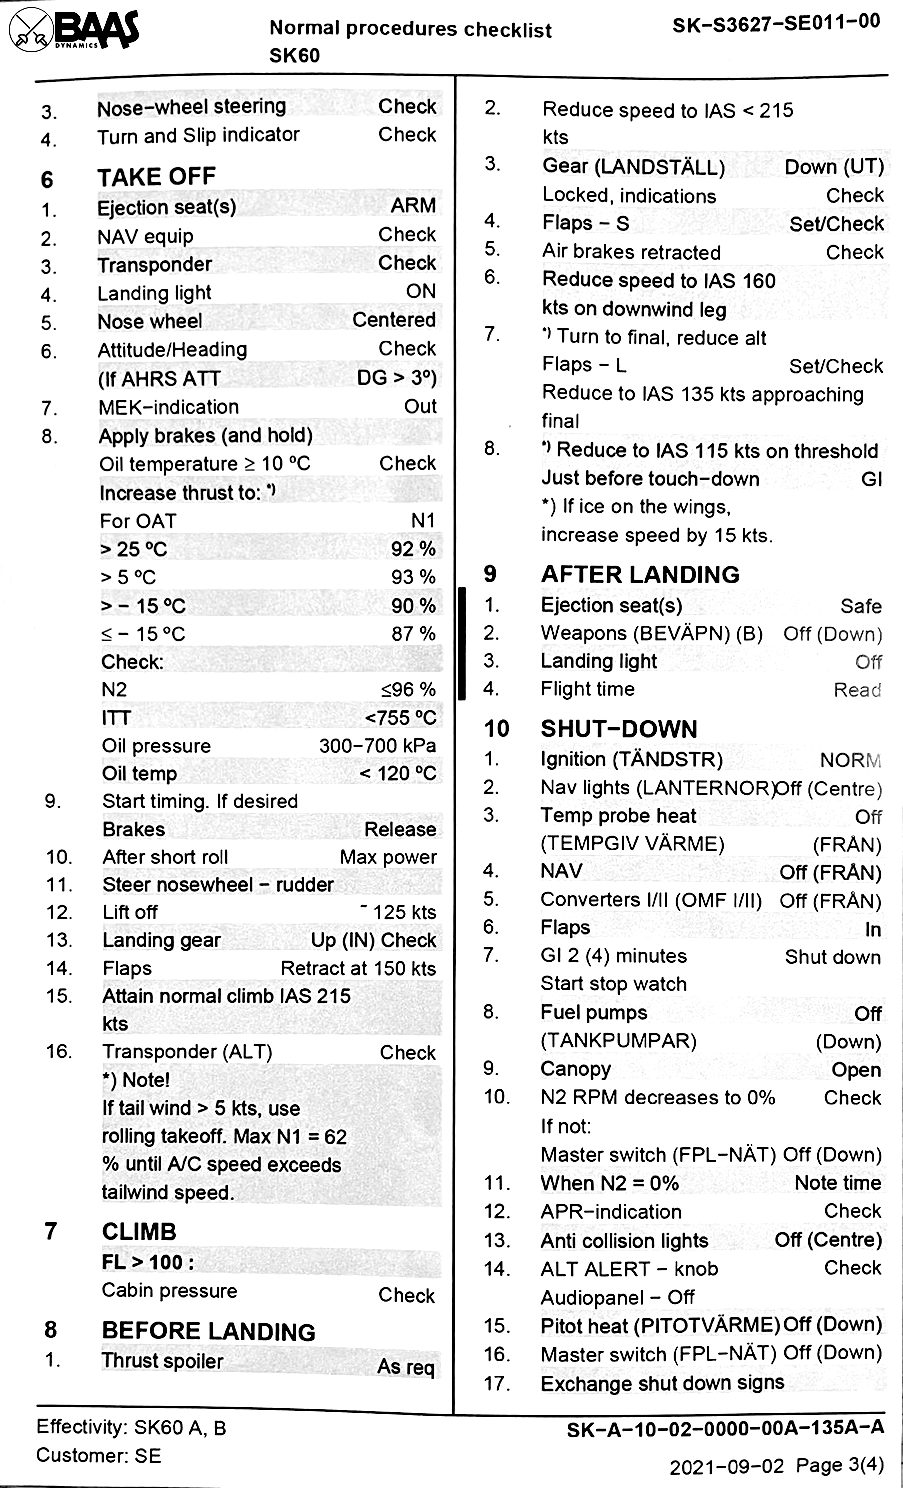 BAAS
DYNAMICS
Normal procedures checklist
SK60
SK-S3627-SE011-00
3. Nose-wheel steering Check
4. Turn and Slip indicator Check
6 TAKE OFF
1. Ejection seat(s) ARM
2. NAV equip Check
3. Transponder Check
4. Landing light ON
5. Nose wheel Centered
6. Attitude/Heading Check
(If AHRS ATT DG > 3º)
7. MEK-indication Out
8. Apply brakes (and hold)
Oil temperature ≥ 10 ºC Check
Increase thrust to: *)
For OAT N1
> 25 ºC 92 %
> 5 ºC 93 %
> - 15 ºC 90 %
≤ - 15 ºC 87 %
Check:
N2 ≤96 %
ITT <755 ºC
Oil pressure 300-700 kPa
Oil temp < 120 ºC
9. Start timing. If desired
Brakes Release
10. After short roll Max power
11. Steer nosewheel - rudder
12. Lift off ~ 125 kts
13. Landing gear Up (IN) Check
14. Flaps Retract at 150 kts
15. Attain normal climb IAS 215
kts
16. Transponder (ALT) Check
*) Note!
If tail wind > 5 kts, use
rolling takeoff. Max N1 = 62
% until A/C speed exceeds
tailwind speed.
7 CLIMB
FL > 100 :
Cabin pressure Check
8 BEFORE LANDING
1. Thrust spoiler As req
2. Reduce speed to IAS < 215
kts
3. Gear (LANDSTÄLL) Down (UT)
Locked, indications Check
4. Flaps - S Set/Check
5. Air brakes retracted Check
6. Reduce speed to IAS 160
kts on downwind leg
7. *) Turn to final, reduce alt
Flaps - L Set/Check
Reduce to IAS 135 kts approaching
final
8. *) Reduce to IAS 115 kts on threshold
Just before touch-down GI
*) If ice on the wings,
increase speed by 15 kts.
9 AFTER LANDING
1. Ejection seat(s) Safe
2. Weapons (BEVÄPN) (B) Off (Down)
3. Landing light Off
4. Flight time Read
10 SHUT-DOWN
1. Ignition (TÄNDSTR) NORM
2. Nav lights (LANTERNOR) Off (Centre)
3. Temp probe heat Off
(TEMPGIV VÄRME) (FRÅN)
4. NAV Off (FRÅN)
5. Converters I/II (OMF I/II) Off (FRÅN)
6. Flaps In
7. GI 2 (4) minutes Shut down
Start stop watch
8. Fuel pumps Off
(TANKPUMPAR) (Down)
9. Canopy Open
10. N2 RPM decreases to 0% Check
If not:
Master switch (FPL-NÄT) Off (Down)
11. When N2 = 0% Note time
12. APR-indication Check
13. Anti collision lights Off (Centre)
14. ALT ALERT - knob Check
Audiopanel - Off
15. Pitot heat (PITOTVÄRME) Off (Down)
16. Master switch (FPL-NÄT) Off (Down)
17. Exchange shut down signs
Effectivity: SK60 A, B
Customer: SE
SK-A-10-02-0000-00A-135A-A
2021-09-02 Page 3(4)